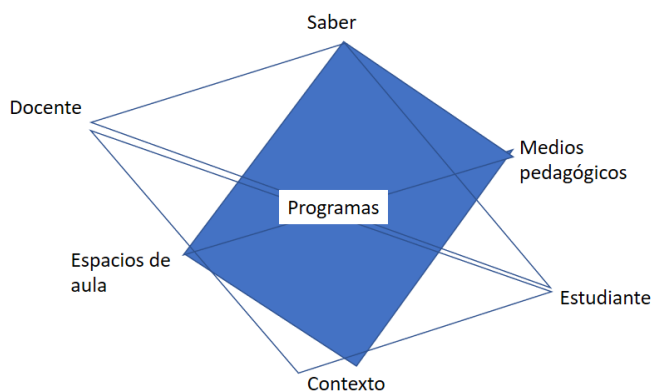 Saber
Docente
Medios
pedagógicos
Programas
Espacios de
aula
Estudiante
Contexto